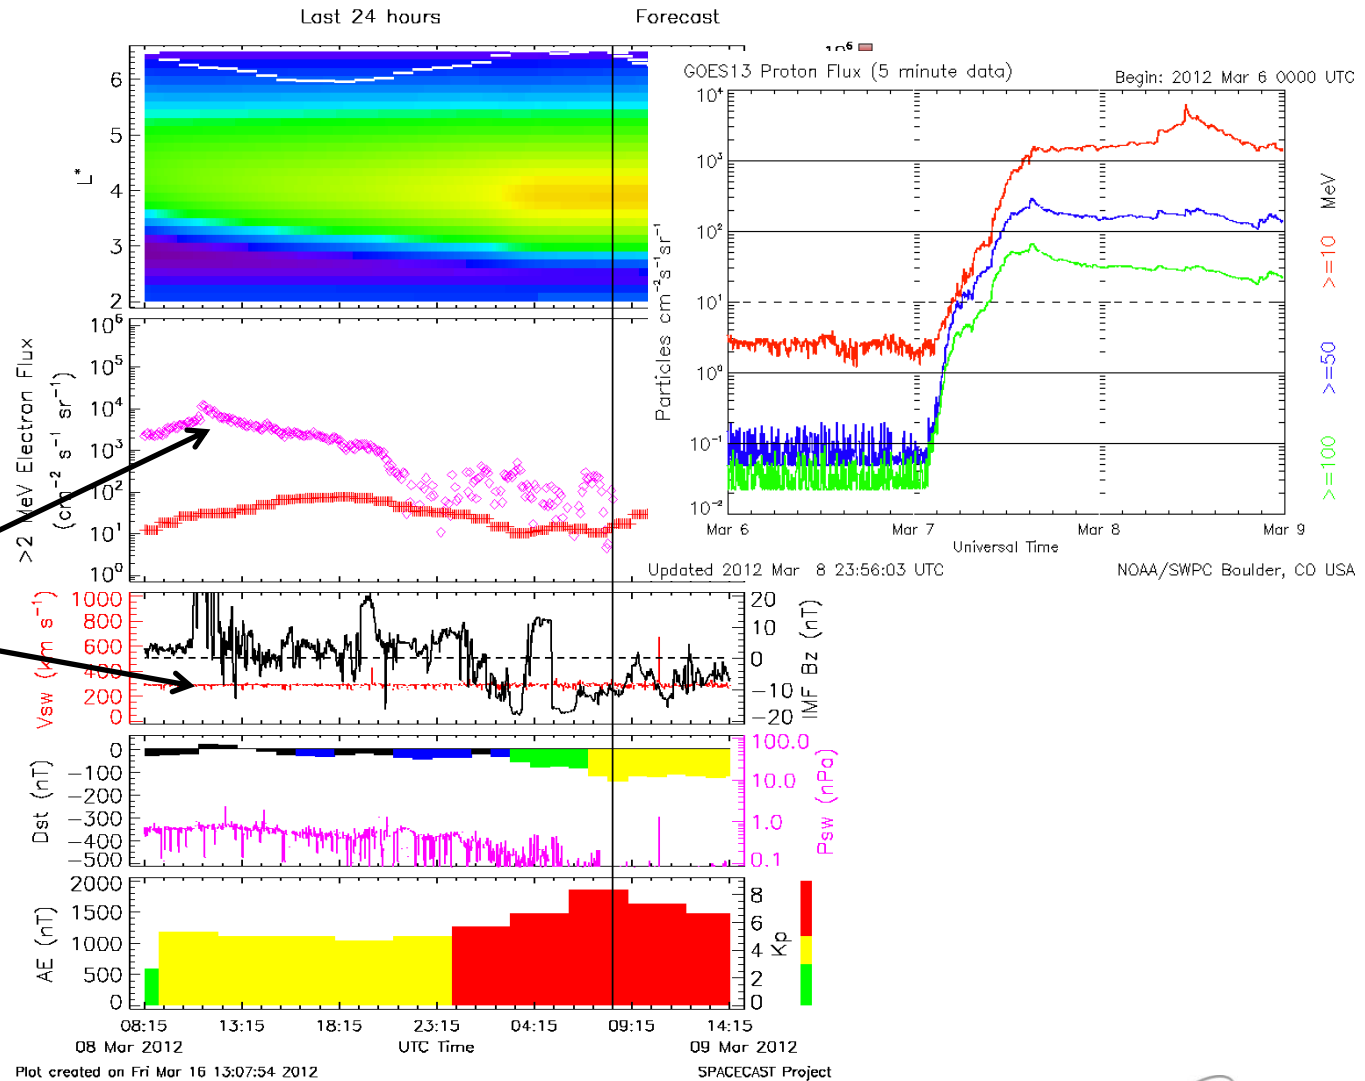 Last 24 hours
Forecast
L*
6
5
4
3
2
10⁶
GOES13 Proton Flux (5 minute data)
Begin: 2012 Mar 6 0000 UTC
Particles cm⁻²s⁻¹sr⁻¹
10⁴
10³
10²
10¹
10⁰
10⁻¹
10⁻²
Mar 6
Mar 7
Mar 8
Mar 9
Universal Time
MeV
>=10
>=50
>=100
Updated 2012 Mar 8 23:56:03 UTC
NOAA/SWPC Boulder, CO USA
>2 MeV Electron Flux
(cm⁻² s⁻¹ sr⁻¹)
10⁶
10⁵
10⁴
10³
10²
10¹
10⁰
Vsw (km s⁻¹)
1000
800
600
400
200
0
20
10
0
−10
−20
IMF Bz (nT)
Dst (nT)
0
−100
−200
−300
−400
−500
100.0
10.0
1.0
0.1
Psw (nPa)
AE (nT)
2000
1500
1000
500
0
8
6
4
2
0
Kp
08:15
13:15
18:15
23:15
04:15
09:15
14:15
08 Mar 2012
UTC Time
09 Mar 2012
Plot created on Fri Mar 16 13:07:54 2012
SPACECAST Project